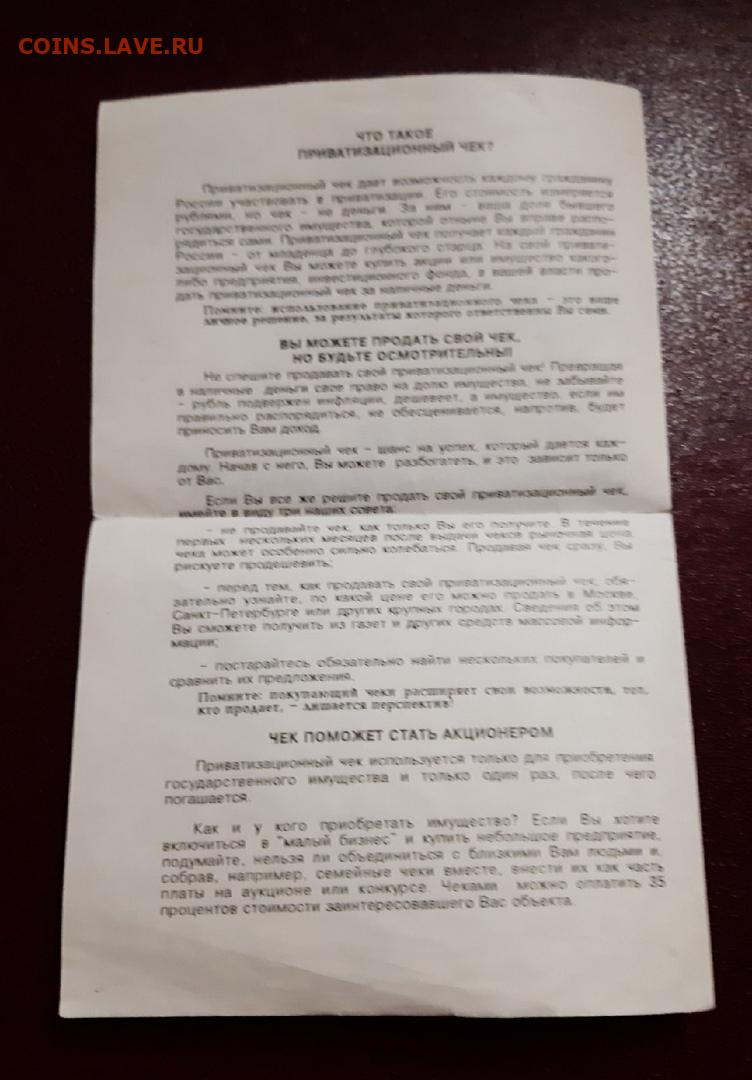 COINS.LAVE.RU
ЧТО ТАКОЕ
ПРИВАТИЗАЦИОННЫЙ ЧЕК?
Приватизационный чек дает возможность каждому гражданину
России участвовать в приватизации. Его стоимость измеряется
рублями, но чек - не деньги. За ним - ваша доля бывшего
государственного имущества, которой отныне Вы вправе распо-
рядиться сами. Приватизационный чек получает каждый гражданин
России - от младенца до глубокого старца. На свой привати-
зационный чек Вы можете купить акции или имущество какого-
либо предприятия, инвестиционного фонда, в вашей власти про-
дать приватизационный чек за наличные деньги.
Помните: использование приватизационного чека - это ваше
личное решение, за результаты которого ответственны Вы сами.
ВЫ МОЖЕТЕ ПРОДАТЬ СВОЙ ЧЕК,
НО БУДЬТЕ ОСМОТРИТЕЛЬНЫ!
Не спешите продавать свой приватизационный чек! Превращая
в наличные деньги свое право на долю имущества, не забывайте
- рубль подвержен инфляции, дешевеет, а имущество, если им
правильно распорядиться, не обесценивается, напротив, будет
приносить Вам доход.
Приватизационный чек - шанс на успех, который дается каж-
дому. Начав с него, Вы можете разбогатеть, и это зависит только
от Вас.
Если Вы все же решите продать свой приватизационный чек,
имейте в виду три наших совета:
- не продавайте чек, как только Вы его получите. В течение
первых нескольких месяцев после выдачи чеков рыночная цена
чека может особенно сильно колебаться. Продавая чек сразу, Вы
рискуете продешевить;
- перед тем, как продавать свой приватизационный чек, обя-
зательно узнайте, по какой цене его можно продать в Москве,
Санкт-Петербурге или других крупных городах. Сведения об этом
Вы сможете получить из газет и других средств массовой инфор-
мации;
- постарайтесь обязательно найти нескольких покупателей и
сравнить их предложения.
Помните: покупающий чеки расширяет свои возможности, тот,
кто продает, - лишается перспектив!
ЧЕК ПОМОЖЕТ СТАТЬ АКЦИОНЕРОМ
Приватизационный чек используется только для приобретения
государственного имущества и только один раз, после чего
погашается.
Как и у кого приобретать имущество? Если Вы хотите
включиться в "малый бизнес" и купить небольшое предприятие,
подумайте, нельзя ли объединиться с близкими Вам людьми и,
собрав, например, семейные чеки вместе, внести их как часть
платы на аукционе или конкурсе. Чеками можно оплатить 35
процентов стоимости заинтересовавшего Вас объекта.